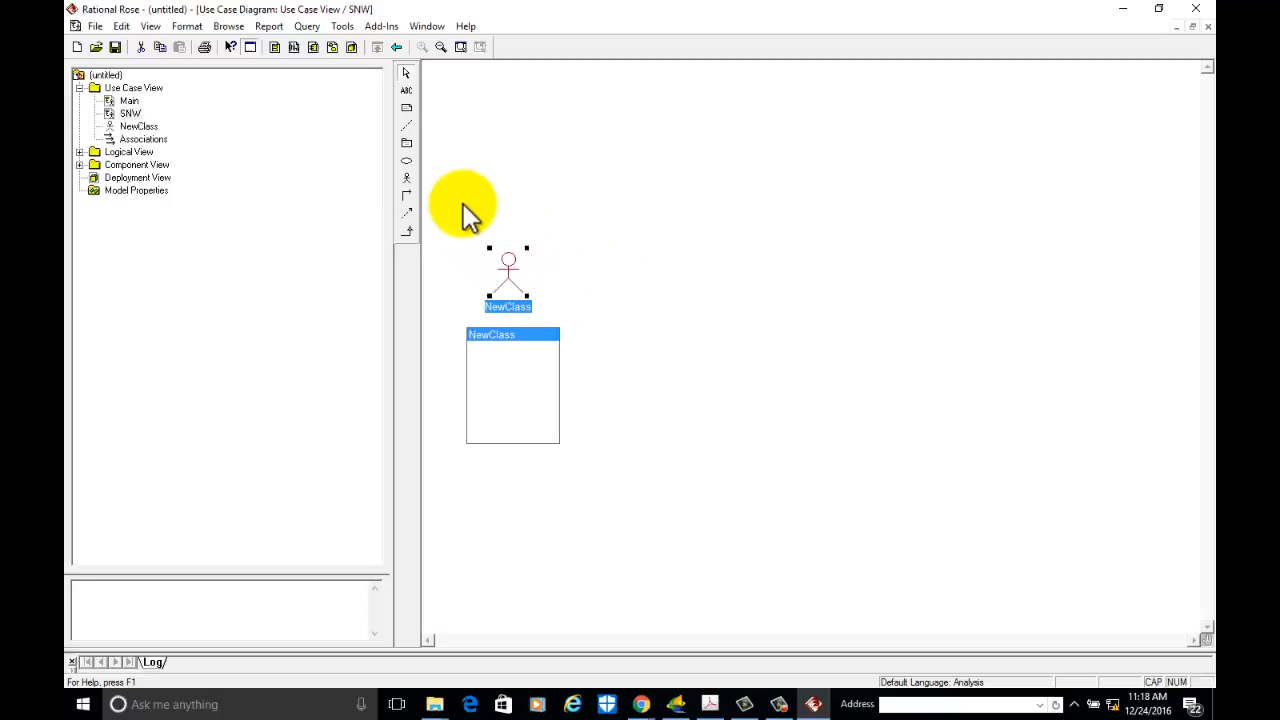 Rational Rose - (untitled) - [Use Case Diagram: Use Case View / SNW]
File Edit View Format Browse Report Query Tools Add-Ins Window Help
(untitled)
Use Case View
Main
SNW
NewClass
Associations
Logical View
Component View
Deployment View
Model Properties
ABC
NewClass
NewClass
Log
For Help, press F1
Default Language: Analysis
CAP NUM
Ask me anything
Address
11:18 AM
12/24/2016
22